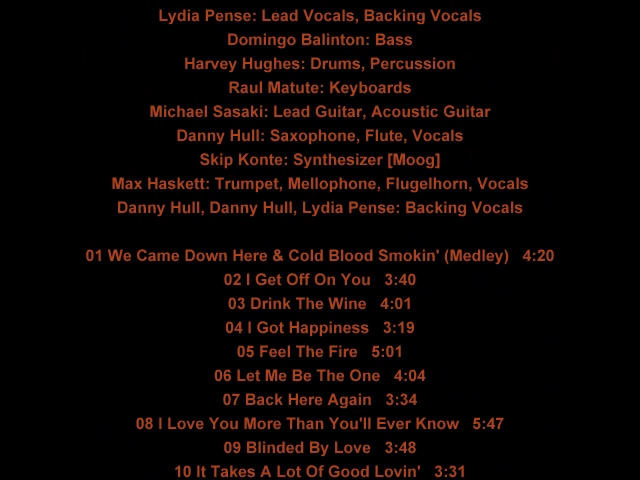 Lydia Pense: Lead Vocals, Backing Vocals
Domingo Balinton: Bass
Harvey Hughes: Drums, Percussion
Raul Matute: Keyboards
Michael Sasaki: Lead Guitar, Acoustic Guitar
Danny Hull: Saxophone, Flute, Vocals
Skip Konte: Synthesizer [Moog]
Max Haskett: Trumpet, Mellophone, Flugelhorn, Vocals
Danny Hull, Danny Hull, Lydia Pense: Backing Vocals
01 We Came Down Here & Cold Blood Smokin' (Medley) 4:20
02 I Get Off On You 3:40
03 Drink The Wine 4:01
04 I Got Happiness 3:19
05 Feel The Fire 5:01
06 Let Me Be The One 4:04
07 Back Here Again 3:34
08 I Love You More Than You'll Ever Know 5:47
09 Blinded By Love 3:48
10 It Takes A Lot Of Good Lovin' 3:31